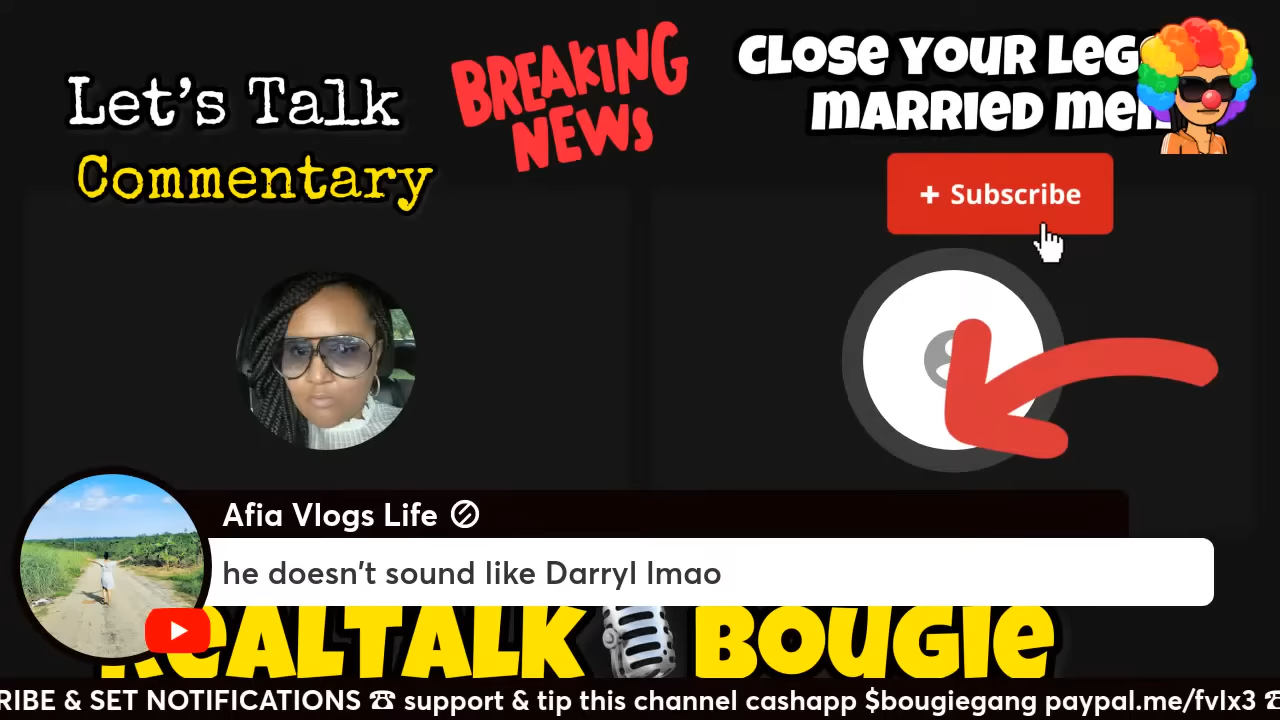 Let's Talk
Commentary
BREAKING
NEWS
CLOSE YOUR LEG
MARRIED MEN
+ Subscribe
Afia Vlogs Life
he doesn't sound like Darryl lmao
REALTALK BOUGIE
RIBE & SET NOTIFICATIONS ☎ support & tip this channel cashapp $bougiegang paypal.me/fvlx3 ☎